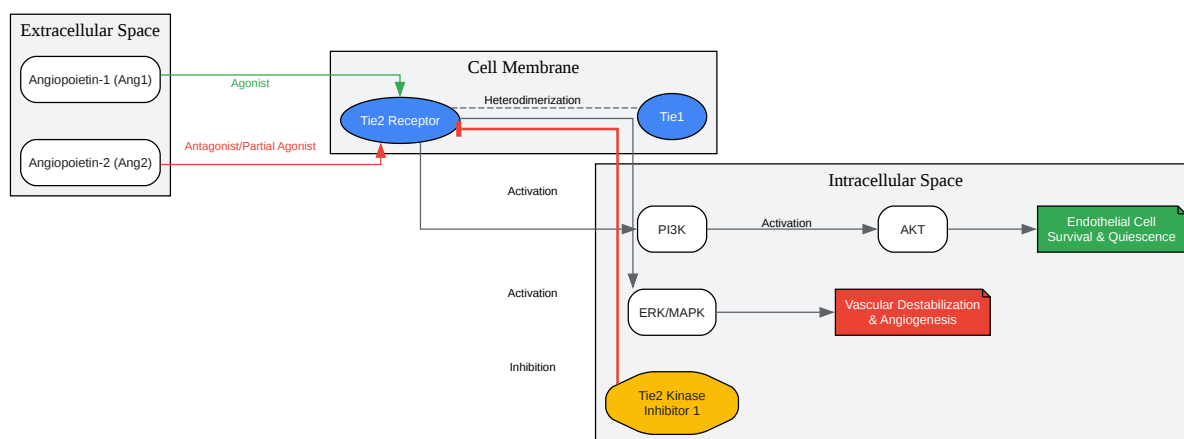 Extracellular Space
Angiopoietin-1 (Ang1)
Agonist
Angiopoietin-2 (Ang2)
Antagonist/Partial Agonist
Cell Membrane
Heterodimerization
Tie2 Receptor
Tie1
Intracellular Space
Activation
PI3K
Activation
AKT
Endothelial Cell
Survival & Quiescence
Activation
ERK/MAPK
Vascular Destabilization
& Angiogenesis
Inhibition
Tie2 Kinase
Inhibitor 1